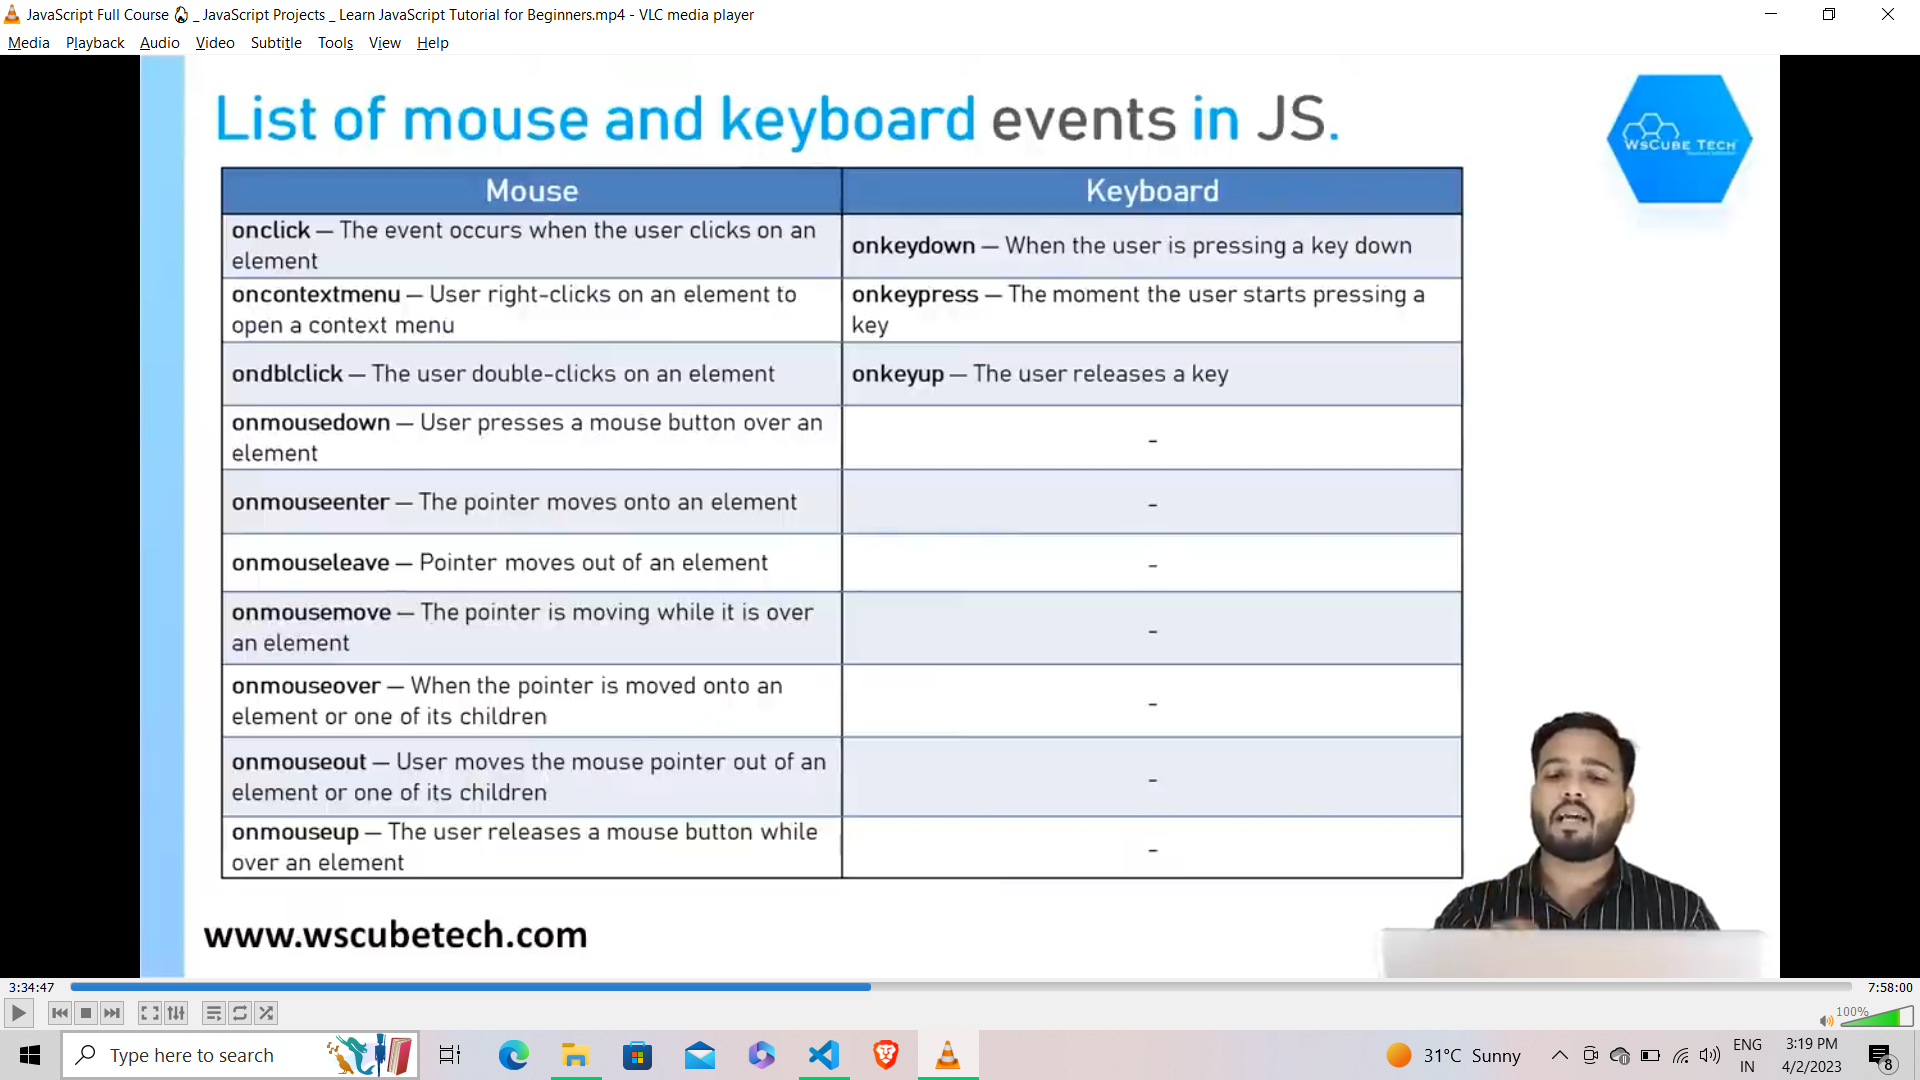 JavaScript Full Course _ JavaScript Projects _ Learn JavaScript Tutorial for Beginners.mp4 - VLC media player
Media Playback Audio Video Subtitle Tools View Help
List of mouse and keyboard events in JS.
WsCube Tech
Mouse
Keyboard
onclick — The event occurs when the user clicks on an
element
onkeydown — When the user is pressing a key down
oncontextmenu — User right-clicks on an element to
open a context menu
onkeypress — The moment the user starts pressing a
key
ondblclick — The user double-clicks on an element
onkeyup — The user releases a key
onmousedown — User presses a mouse button over an
element
-
onmouseenter — The pointer moves onto an element
-
onmouseleave — Pointer moves out of an element
-
onmousemove — The pointer is moving while it is over
an element
-
onmouseover — When the pointer is moved onto an
element or one of its children
-
onmouseout — User moves the mouse pointer out of an
element or one of its children
-
onmouseup — The user releases a mouse button while
over an element
-
www.wscubetech.com
3:34:47
7:58:00
100%
Type here to search
31°C Sunny
ENG
IN
3:19 PM
4/2/2023
8